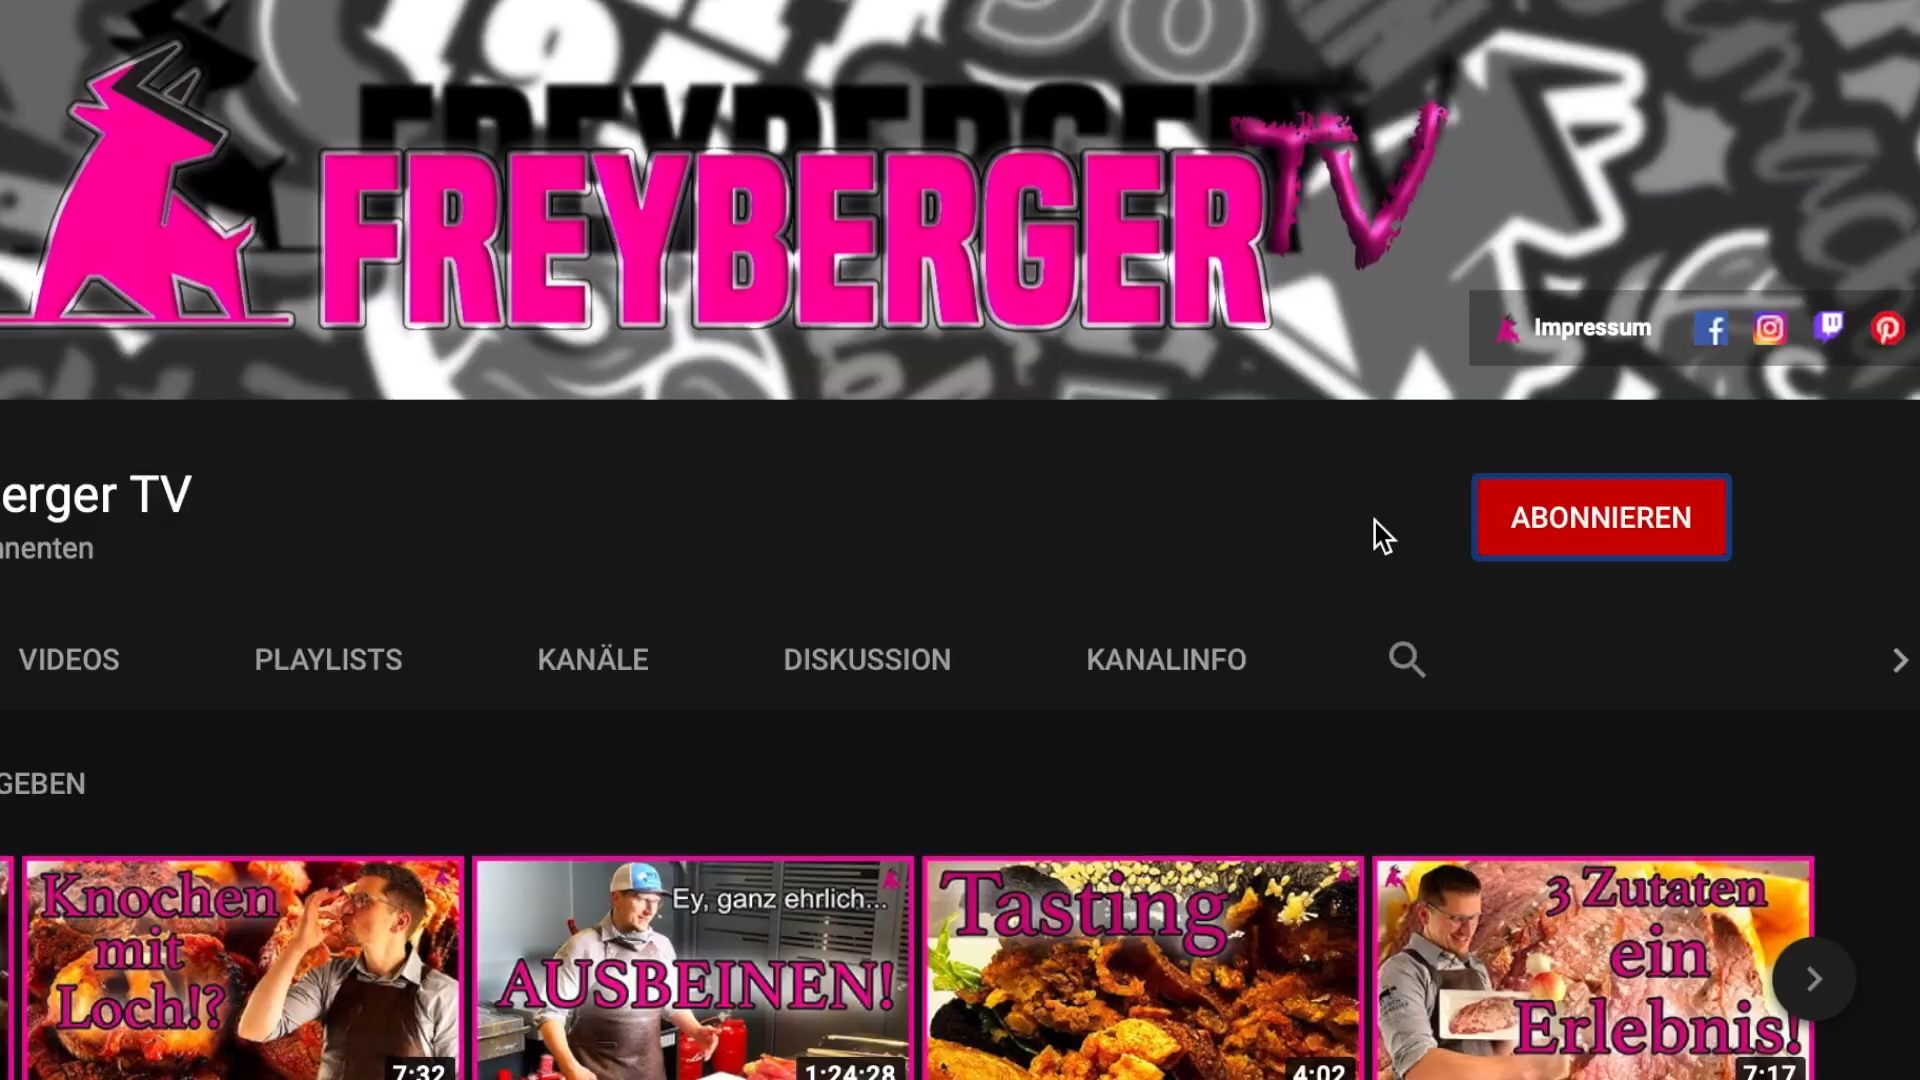 FREYBERGER TV
Impressum
erger TV
nnenten
ABONNIEREN
VIDEOS
PLAYLISTS
KANÄLE
DISKUSSION
KANALINFO
GEBEN
Knochen
mit
Loch!?
7:32
Ey, ganz ehrlich...
AUSBEINEN!
1:24:28
Tasting
4:02
3 Zutaten
ein
Erlebnis!
7:17